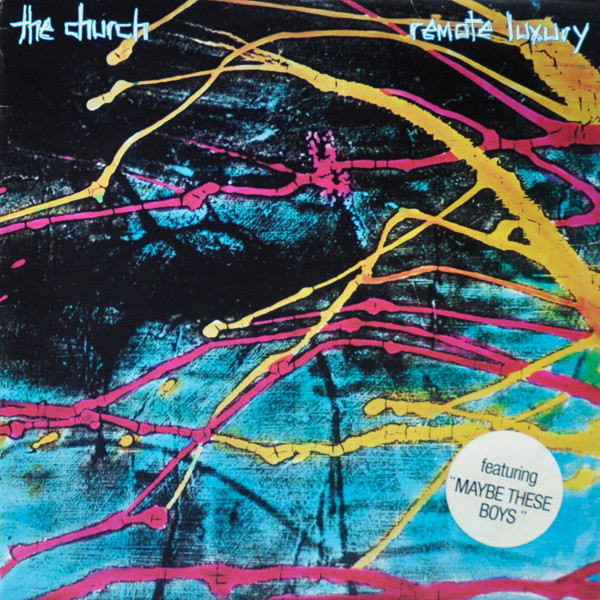 the church
remote luxury
featuring
"MAYBE THESE
BOYS"